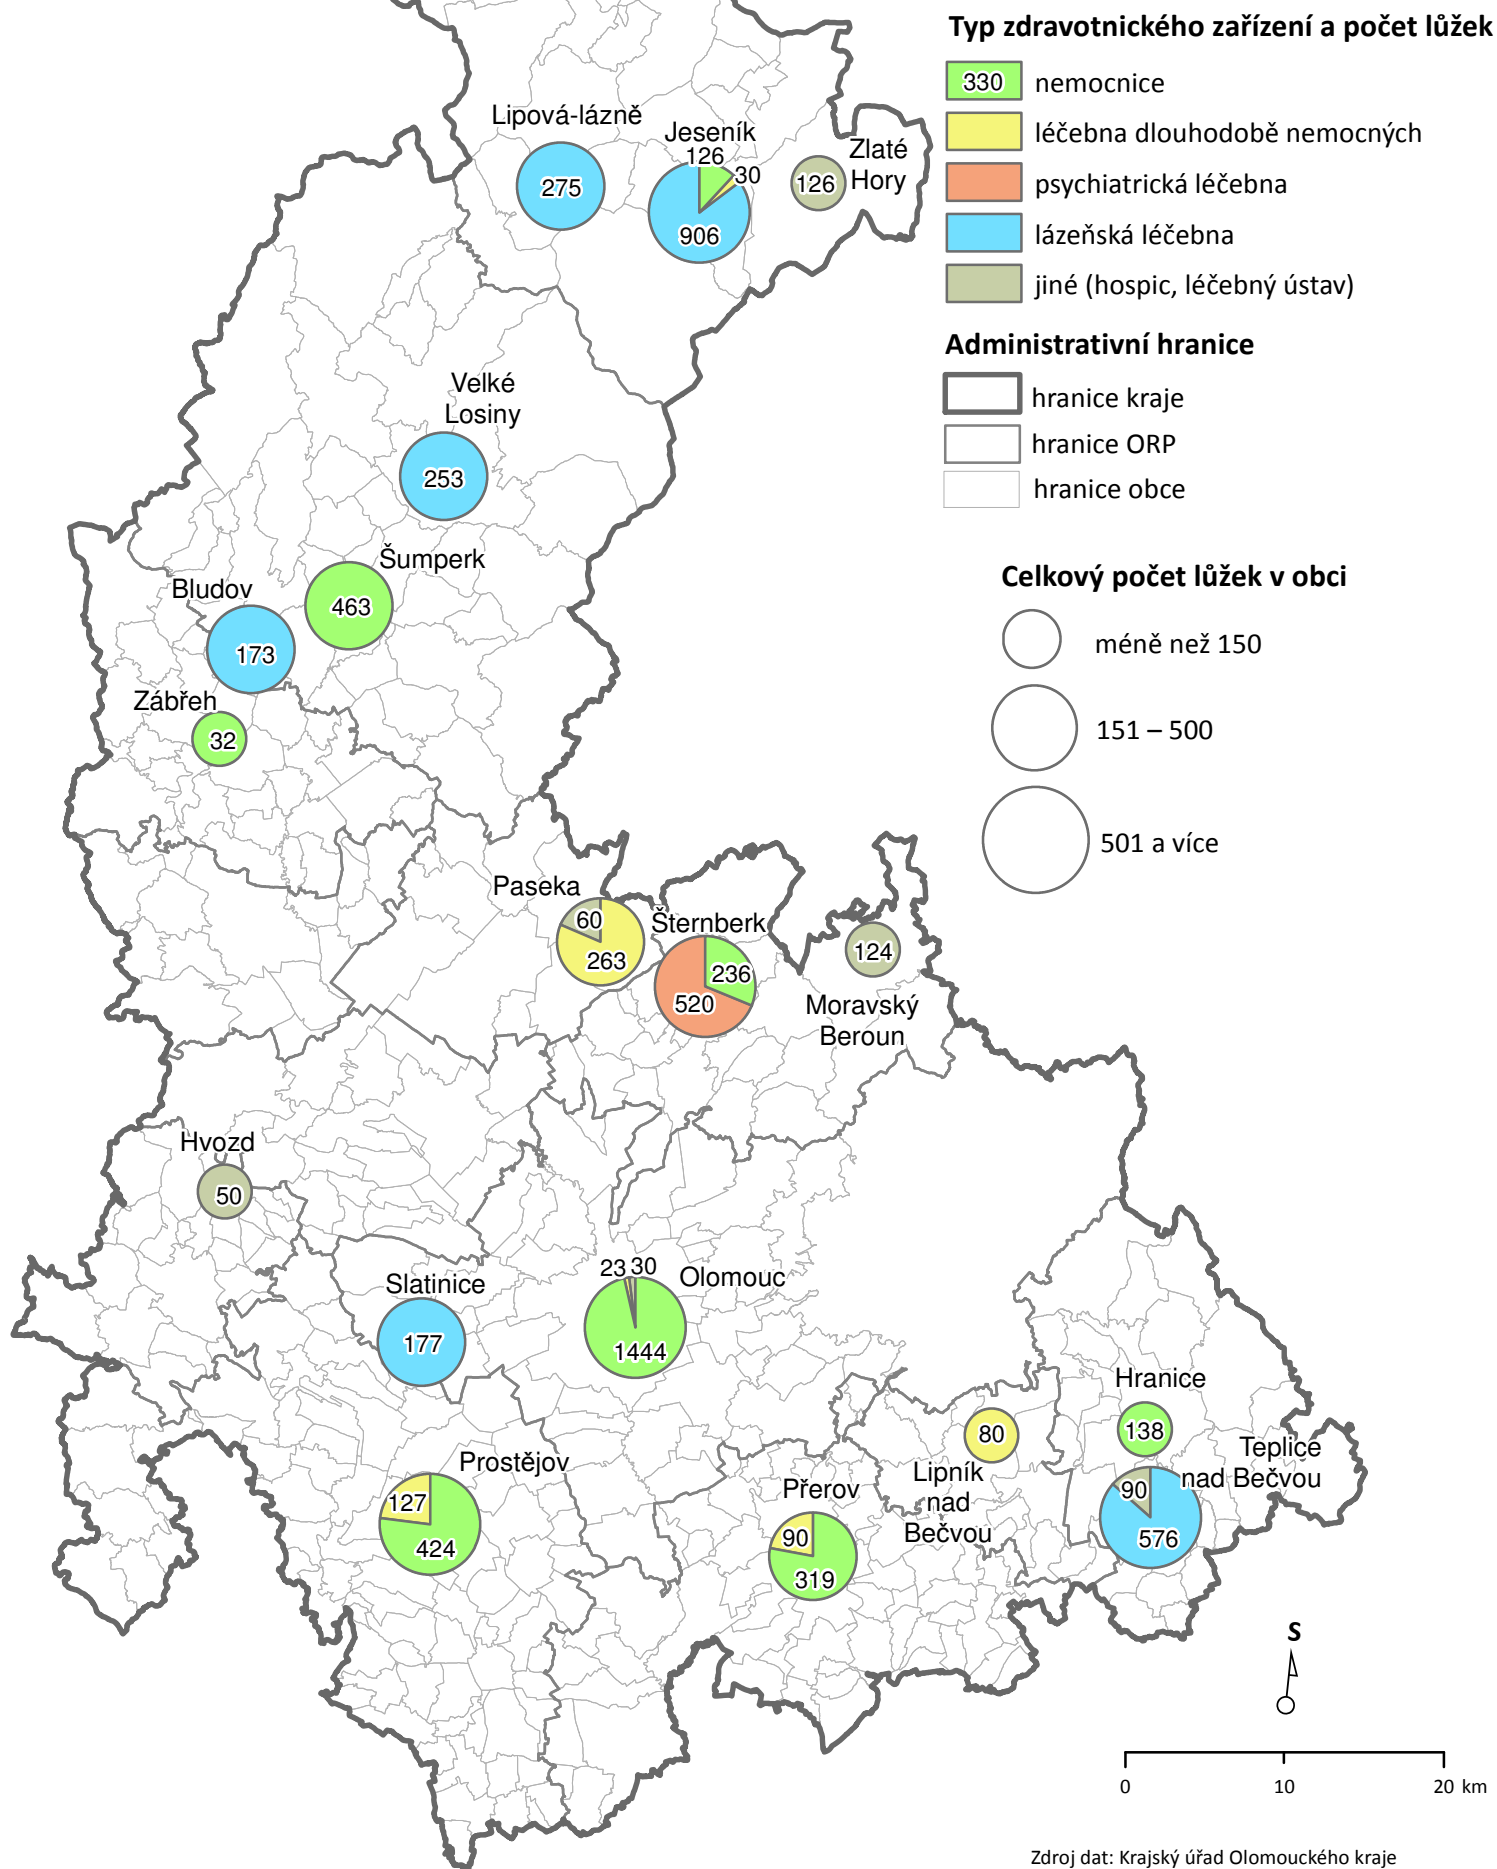 Typ zdravotnického zařízení a počet lůžek
330 nemocnice
léčebna dlouhodobě nemocných
psychiatrická léčebna
lázeňská léčebna
jiné (hospic, léčebný ústav)
Administrativní hranice
hranice kraje
hranice ORP
hranice obce
Celkový počet lůžek v obci
méně než 150
151 – 500
501 a více
Lipová-lázně
275
Jeseník
126
30
906
Zlaté
Hory
126
Velké
Losiny
253
Šumperk
463
Bludov
173
Zábřeh
32
Paseka
60
263
Šternberk
236
520
124
Moravský
Beroun
Hvozd
50
Slatinice
177
23 30
Olomouc
1444
Prostějov
127
424
Přerov
90
319
80
Lipník
nad
Bečvou
Hranice
138
Teplice
nad Bečvou
90
576
S
0 10 20 km
Zdroj dat: Krajský úřad Olomouckého kraje